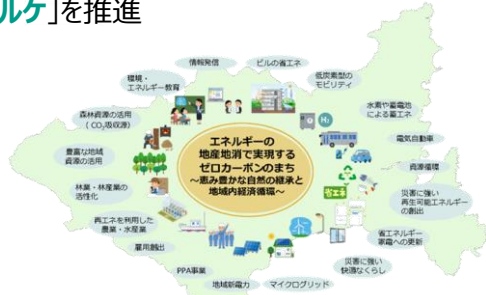 ルケ」を推進
情報発信
ビルの省エネ
環境・
エネルギー教育
低炭素型の
モビリティ
森林資源の活用
(CO₂吸収源)
水素や蓄電池
による蓄エネ
H₂
エネルギーの
地産地消で実現する
ゼロカーボンのまち
~恵み豊かな自然の継承と
地域内経済循環~
電気自動車
豊富な地域
資源の活用
資源循環
林業・林産業の
活性化
省エネ
災害に強い
再生可能エネルギー
の創出
再エネを利用した
農業・水産業
省エネルギー
家電への更新
雇用創出
災害に強い
快適なくらし
PPA事業
地域新電力
マイクログリッド